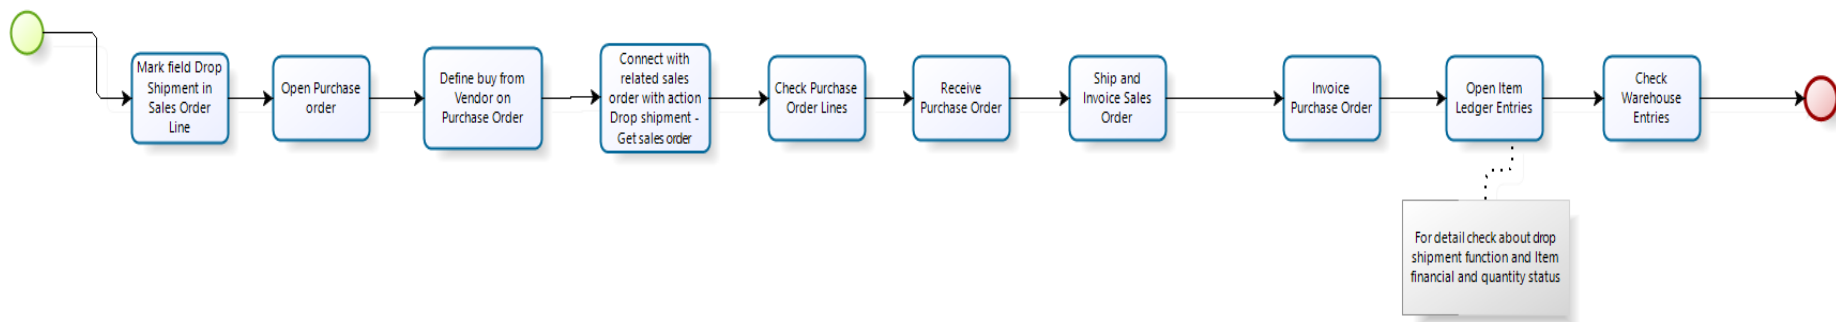 Mark field Drop
Shipment in
Sales Order
Line
Open Purchase
order
Define buy from
Vendor on
Purchase Order
Connect with
related sales
order with action
Drop shipment -
Get sales order
Check Purchase
Order Lines
Receive
Purchase Order
Ship and
Invoice Sales
Order
Invoice
Purchase Order
Open Item
Ledger Entries
Check
Warehouse
Entries
For detail check about drop
shipment function and Item
financial and quantity status